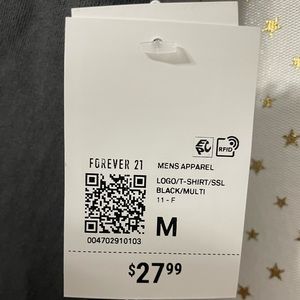 RFID
FOREVER 21
MENS APPAREL
LOGO/T-SHIRT/SSL
BLACK/MULTI
11 - F
M
004702910103
$27.99